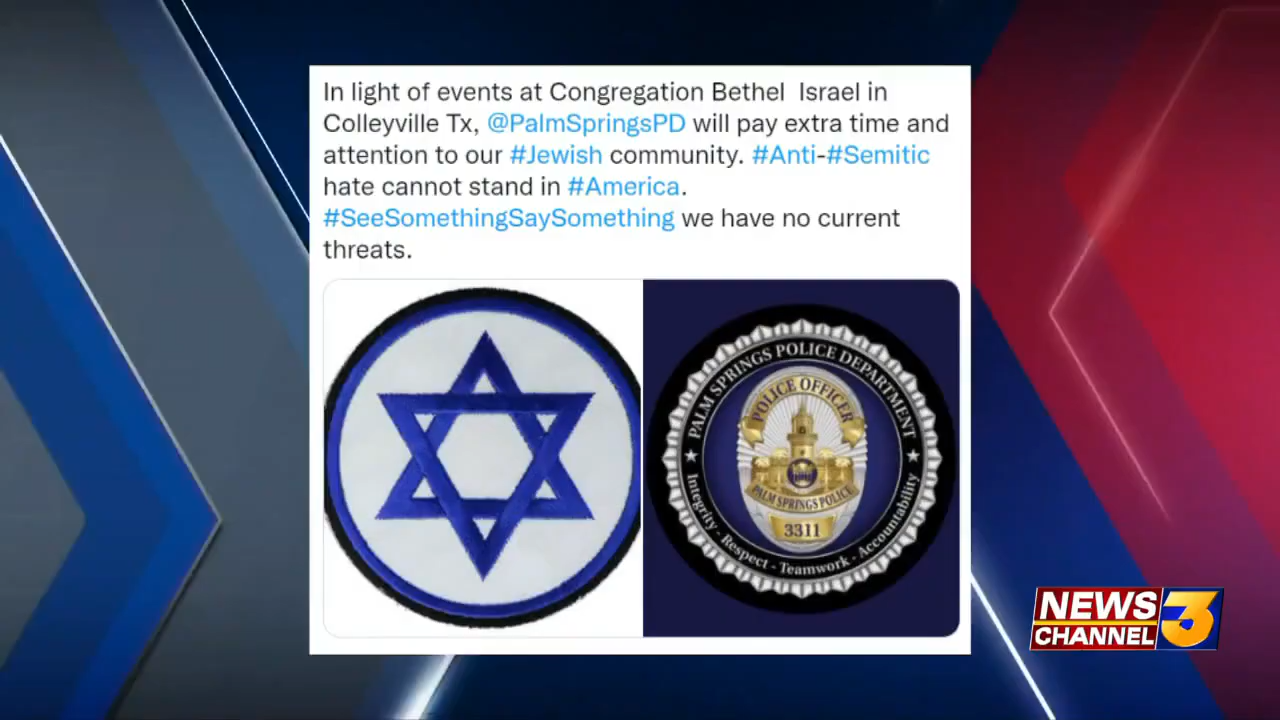 In light of events at Congregation Bethel  Israel in
Colleyville Tx, @PalmSpringsPD will pay extra time and
attention to our #Jewish community. #Anti-#Semitic
hate cannot stand in #America.
#SeeSomethingSaySomething we have no current
threats.
PALM SPRINGS POLICE DEPARTMENT
POLICE OFFICER
PALM SPRINGS POLICE
3311
Integrity - Respect - Teamwork - Accountability
NEWS
CHANNEL 3